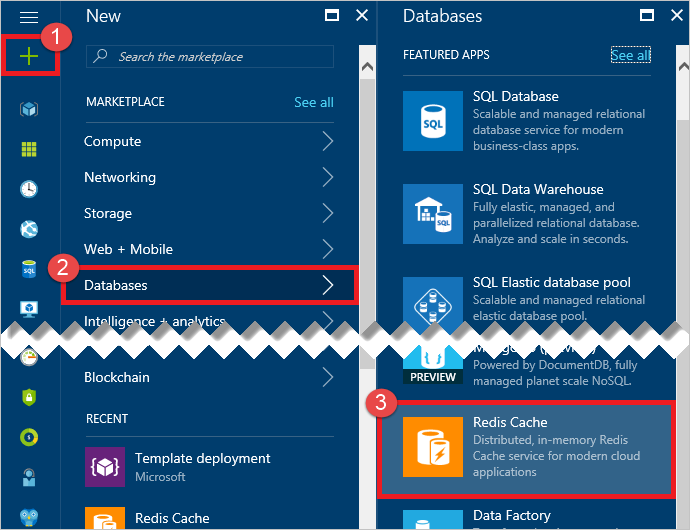 1
New
Search the marketplace
MARKETPLACE
See all
Compute
Networking
Storage
Web + Mobile
2
Databases
Intelligence + analytics
Blockchain
RECENT
Template deployment
Microsoft
Redis Cache
SQL
Databases
FEATURED APPS
See all
SQL
SQL Database
Scalable and managed relational
database service for modern
business-class apps.
SQL
SQL Data Warehouse
Fully elastic, managed, and
parallelized relational database.
Analyze and scale in seconds.
SQL Elastic database pool
Scalable and managed relational
elastic database pool.
PREVIEW
Powered by DocumentDB, fully
managed planet scale NoSQL.
3
Redis Cache
Distributed, in-memory Redis
Cache service for modern cloud
applications
Data Factory